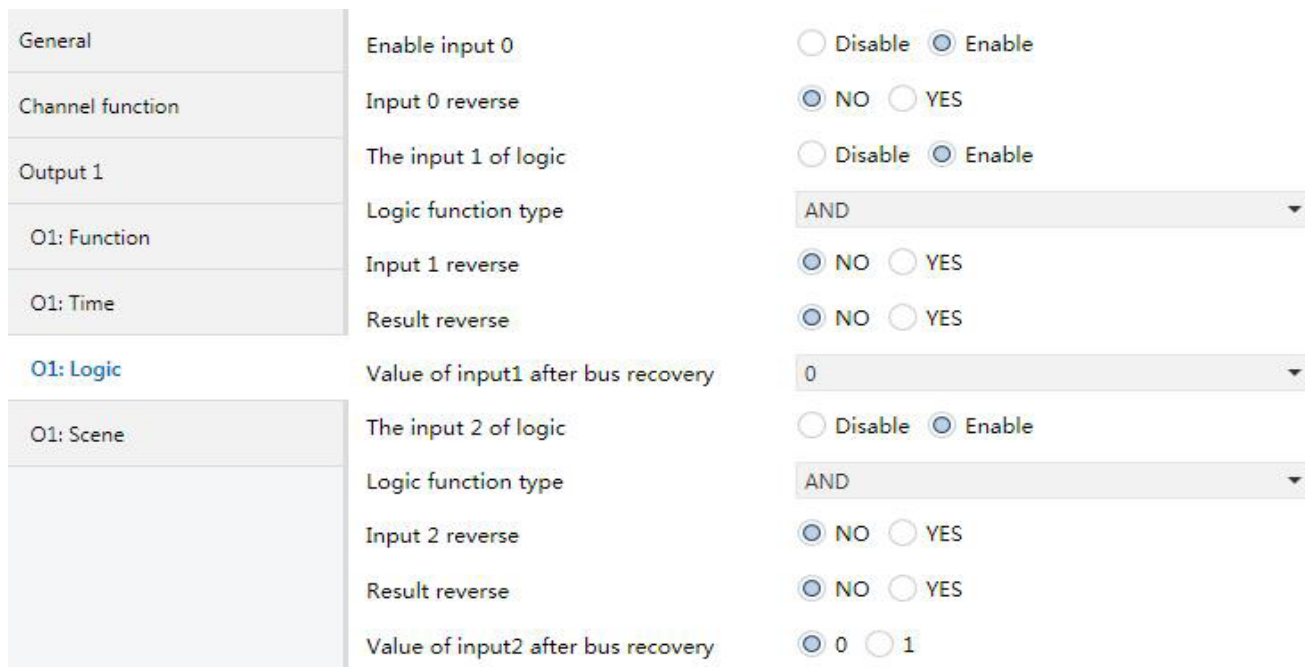 General
Channel function
Output 1
O1: Function
O1: Time
O1: Logic
O1: Scene
Enable input 0 Disable Enable
Input 0 reverse NO YES
The input 1 of logic Disable Enable
Logic function type AND
Input 1 reverse NO YES
Result reverse NO YES
Value of input1 after bus recovery 0
The input 2 of logic Disable Enable
Logic function type AND
Input 2 reverse NO YES
Result reverse NO YES
Value of input2 after bus recovery 0 1